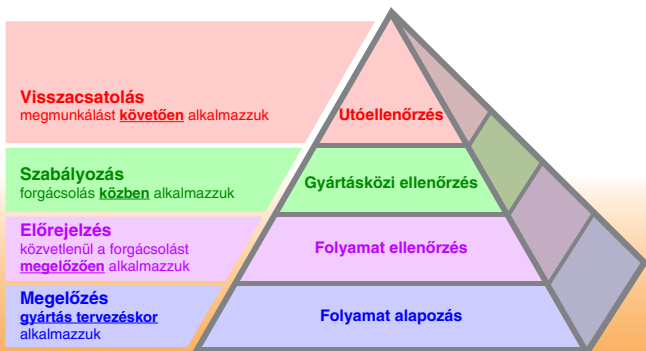 Visszacsatolás
megmunkálást követően alkalmazzuk
Utóellenőrzés
Szabályozás
forgácsolás közben alkalmazzuk
Gyártásközi ellenőrzés
Előrejelzés
közvetlenül a forgácsolást
megelőzően alkalmazzuk
Folyamat ellenőrzés
Megelőzés
gyártás tervezéskor
alkalmazzuk
Folyamat alapozás